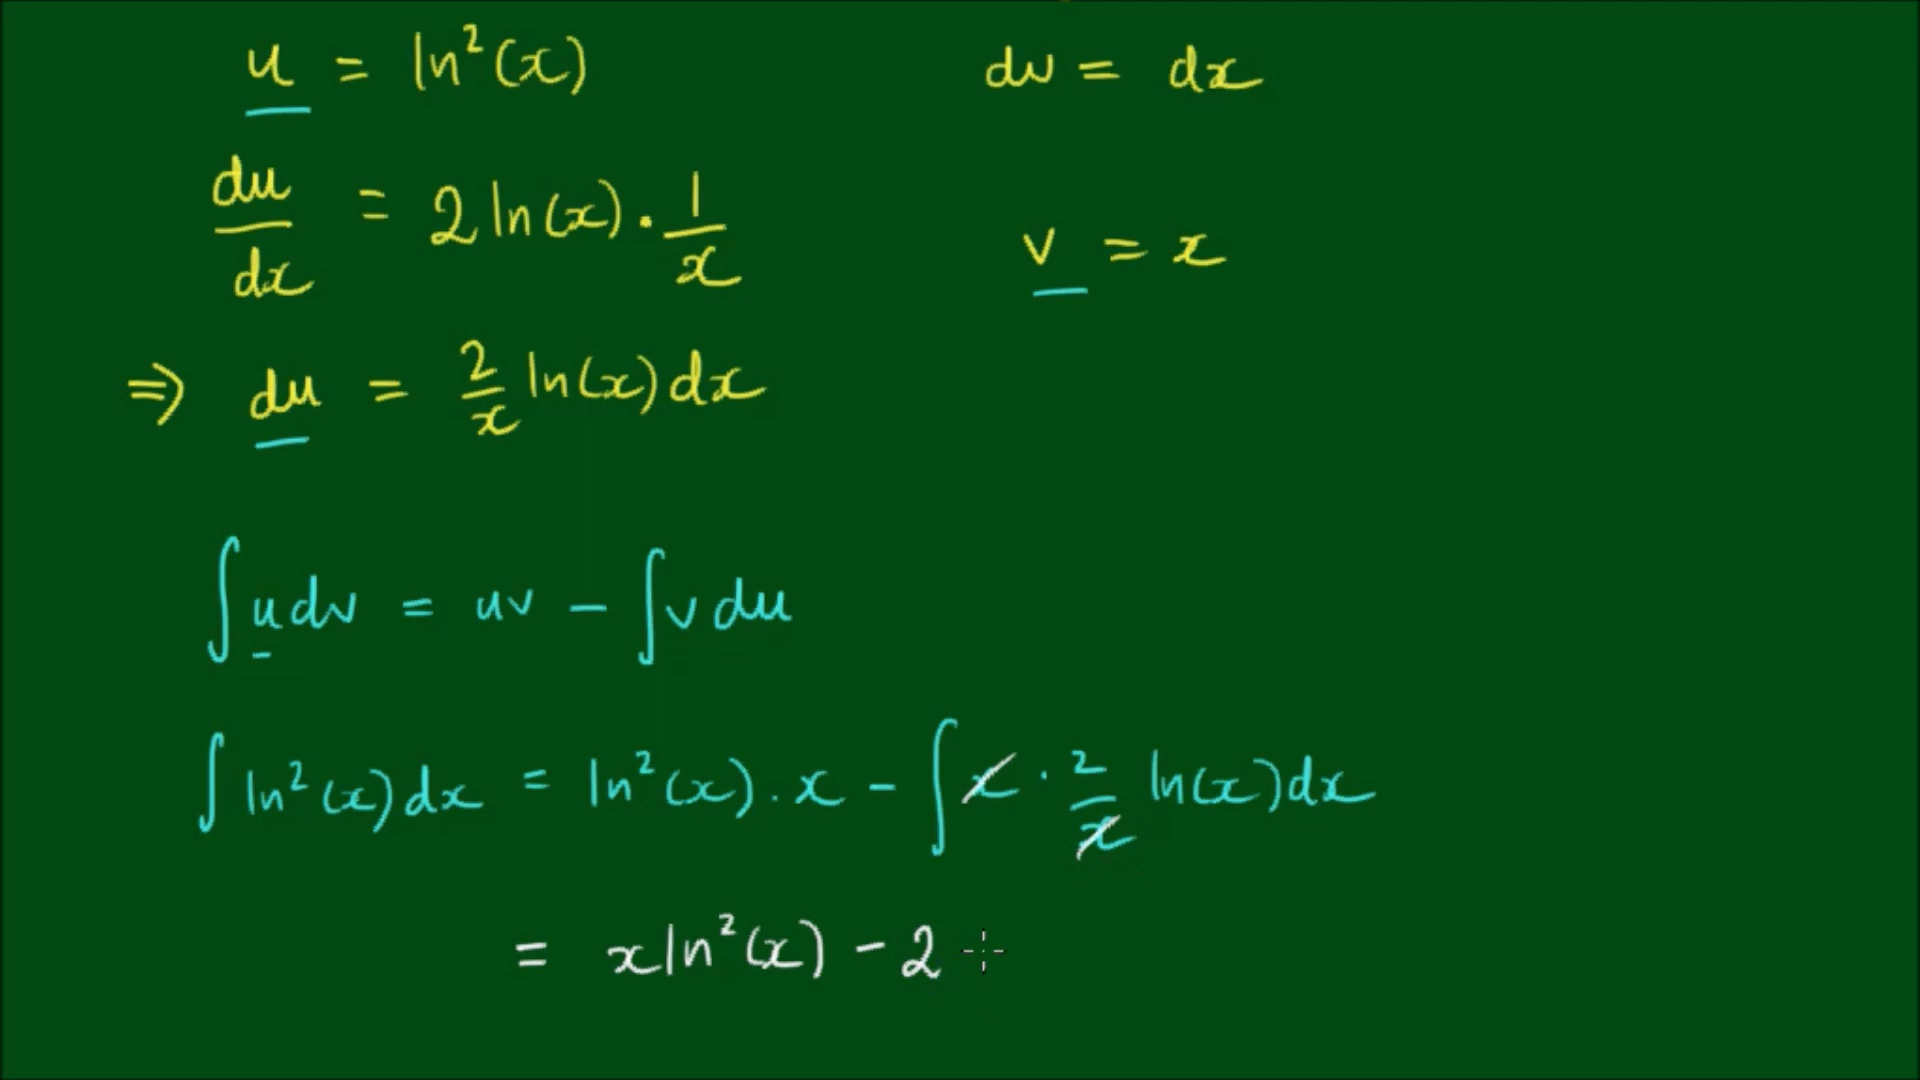 u = ln²(x)    dv = dx
du/dx = 2 ln(x) · 1/x    v = x
⇒ du = 2/x ln(x) dx
∫u dv = uv − ∫v du
∫ln²(x) dx = ln²(x) · x − ∫x · 2/x ln(x) dx
= x ln²(x) − 2